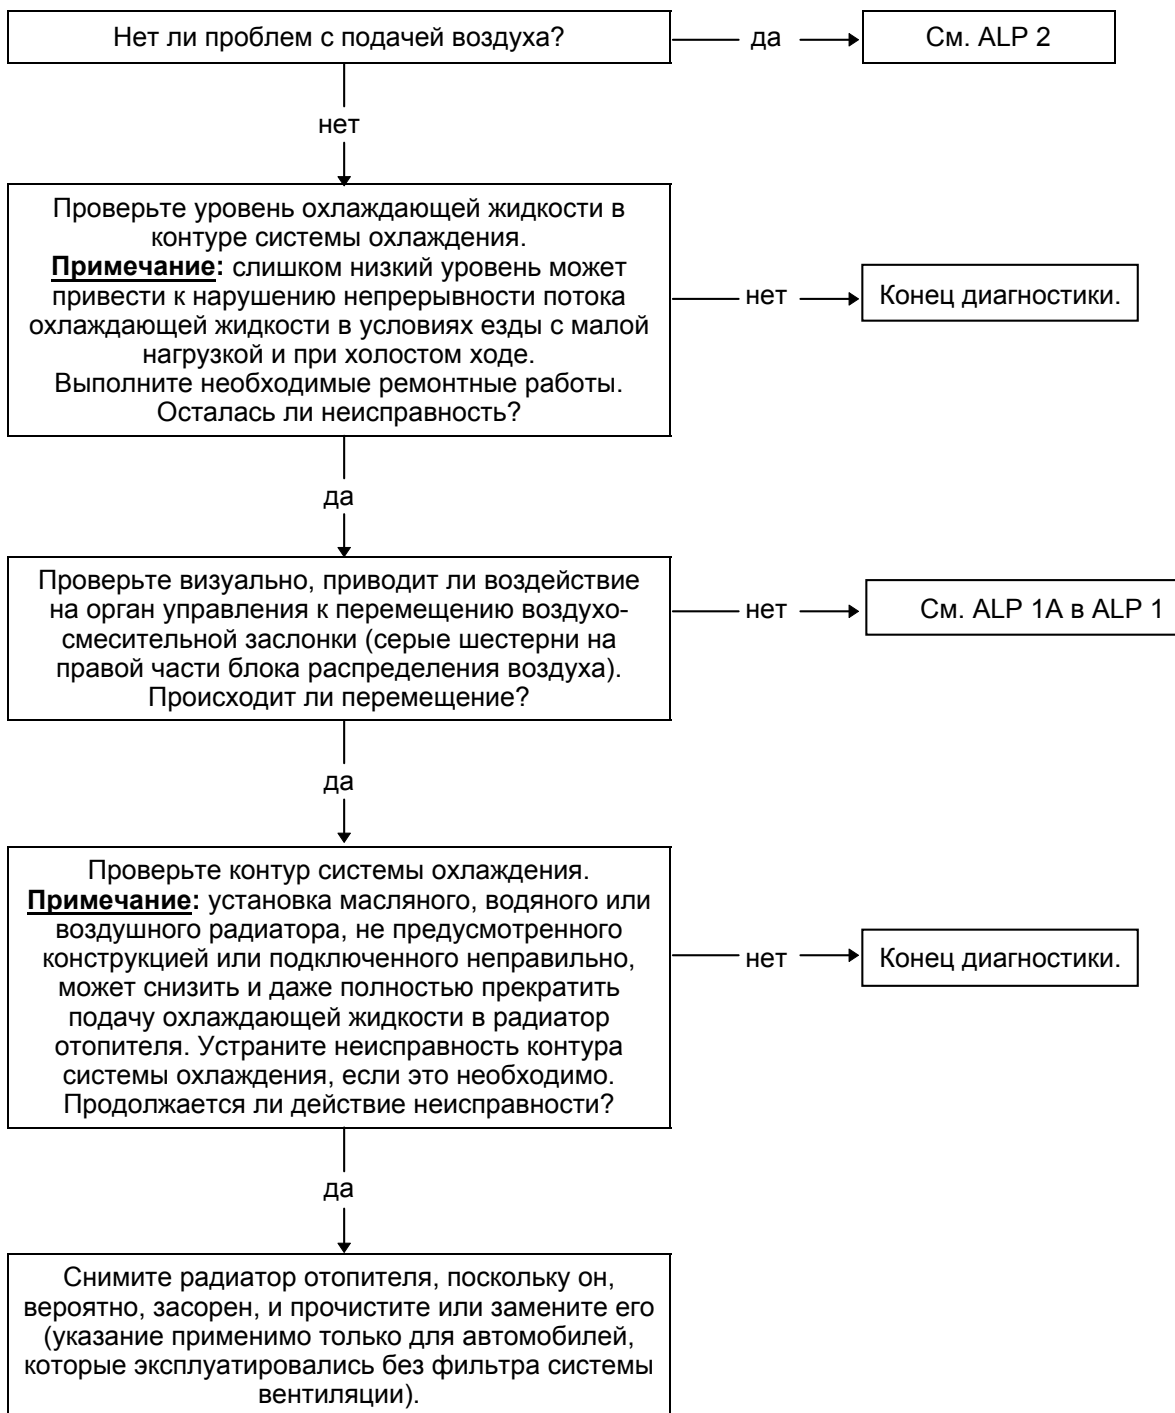 Нет ли проблем с подачей воздуха?
да
См. ALP 2
нет
Проверьте уровень охлаждающей жидкости в
контуре системы охлаждения.
Примечание: слишком низкий уровень может
привести к нарушению непрерывности потока
охлаждающей жидкости в условиях езды с малой
нагрузкой и при холостом ходе.
Выполните необходимые ремонтные работы.
Осталась ли неисправность?
нет
Конец диагностики.
да
Проверьте визуально, приводит ли воздействие
на орган управления к перемещению воздухо-
смесительной заслонки (серые шестерни на
правой части блока распределения воздуха).
Происходит ли перемещение?
нет
См. ALP 1A в ALP 1
да
Проверьте контур системы охлаждения.
Примечание: установка масляного, водяного или
воздушного радиатора, не предусмотренного
конструкцией или подключенного неправильно,
может снизить и даже полностью прекратить
подачу охлаждающей жидкости в радиатор
отопителя. Устраните неисправность контура
системы охлаждения, если это необходимо.
Продолжается ли действие неисправности?
нет
Конец диагностики.
да
Снимите радиатор отопителя, поскольку он,
вероятно, засорен, и прочистите или замените его
(указание применимо только для автомобилей,
которые эксплуатировались без фильтра системы
вентиляции).